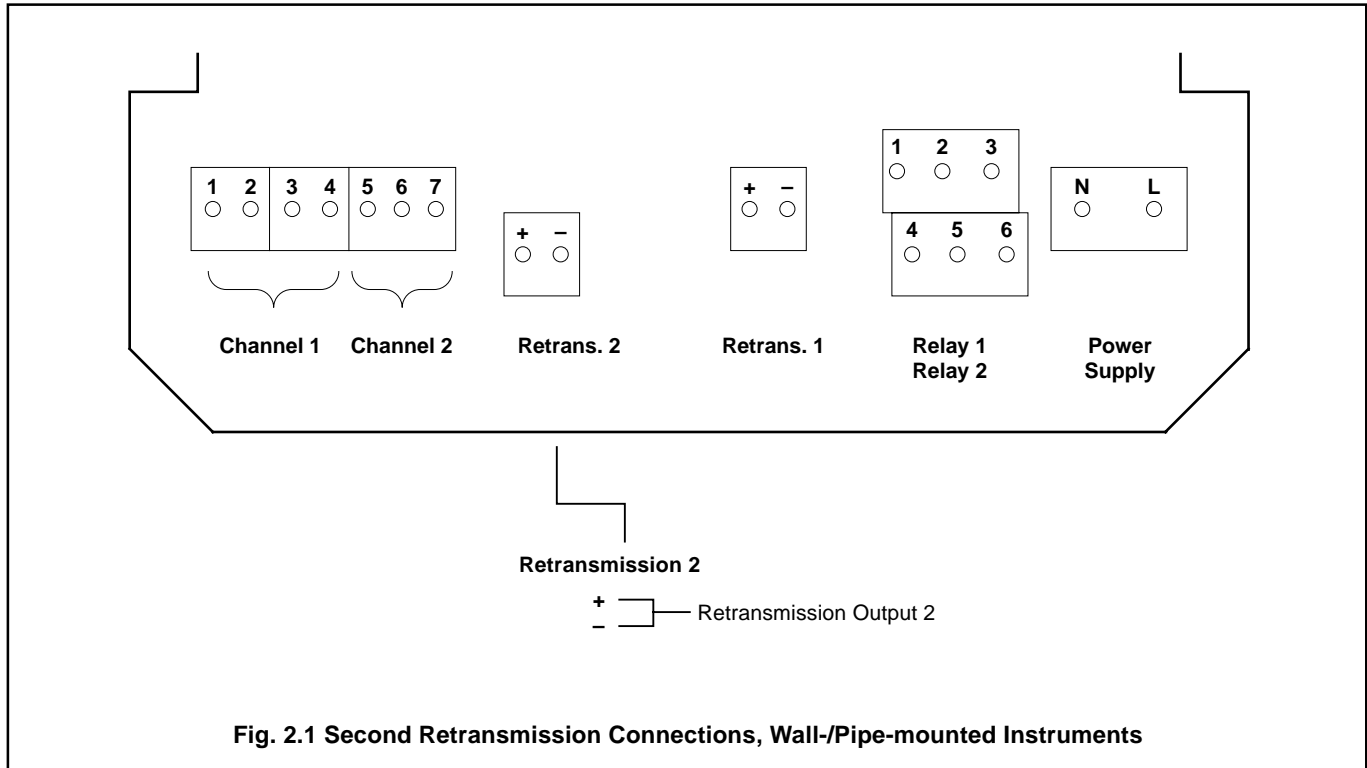 1 2 3 4 5 6 7
+ –
+ –
1 2 3
4 5 6
N L
Channel 1
Channel 2
Retrans. 2
Retrans. 1
Relay 1
Relay 2
Power
Supply
Retransmission 2
+
–
Retransmission Output 2
Fig. 2.1 Second Retransmission Connections, Wall-/Pipe-mounted Instruments